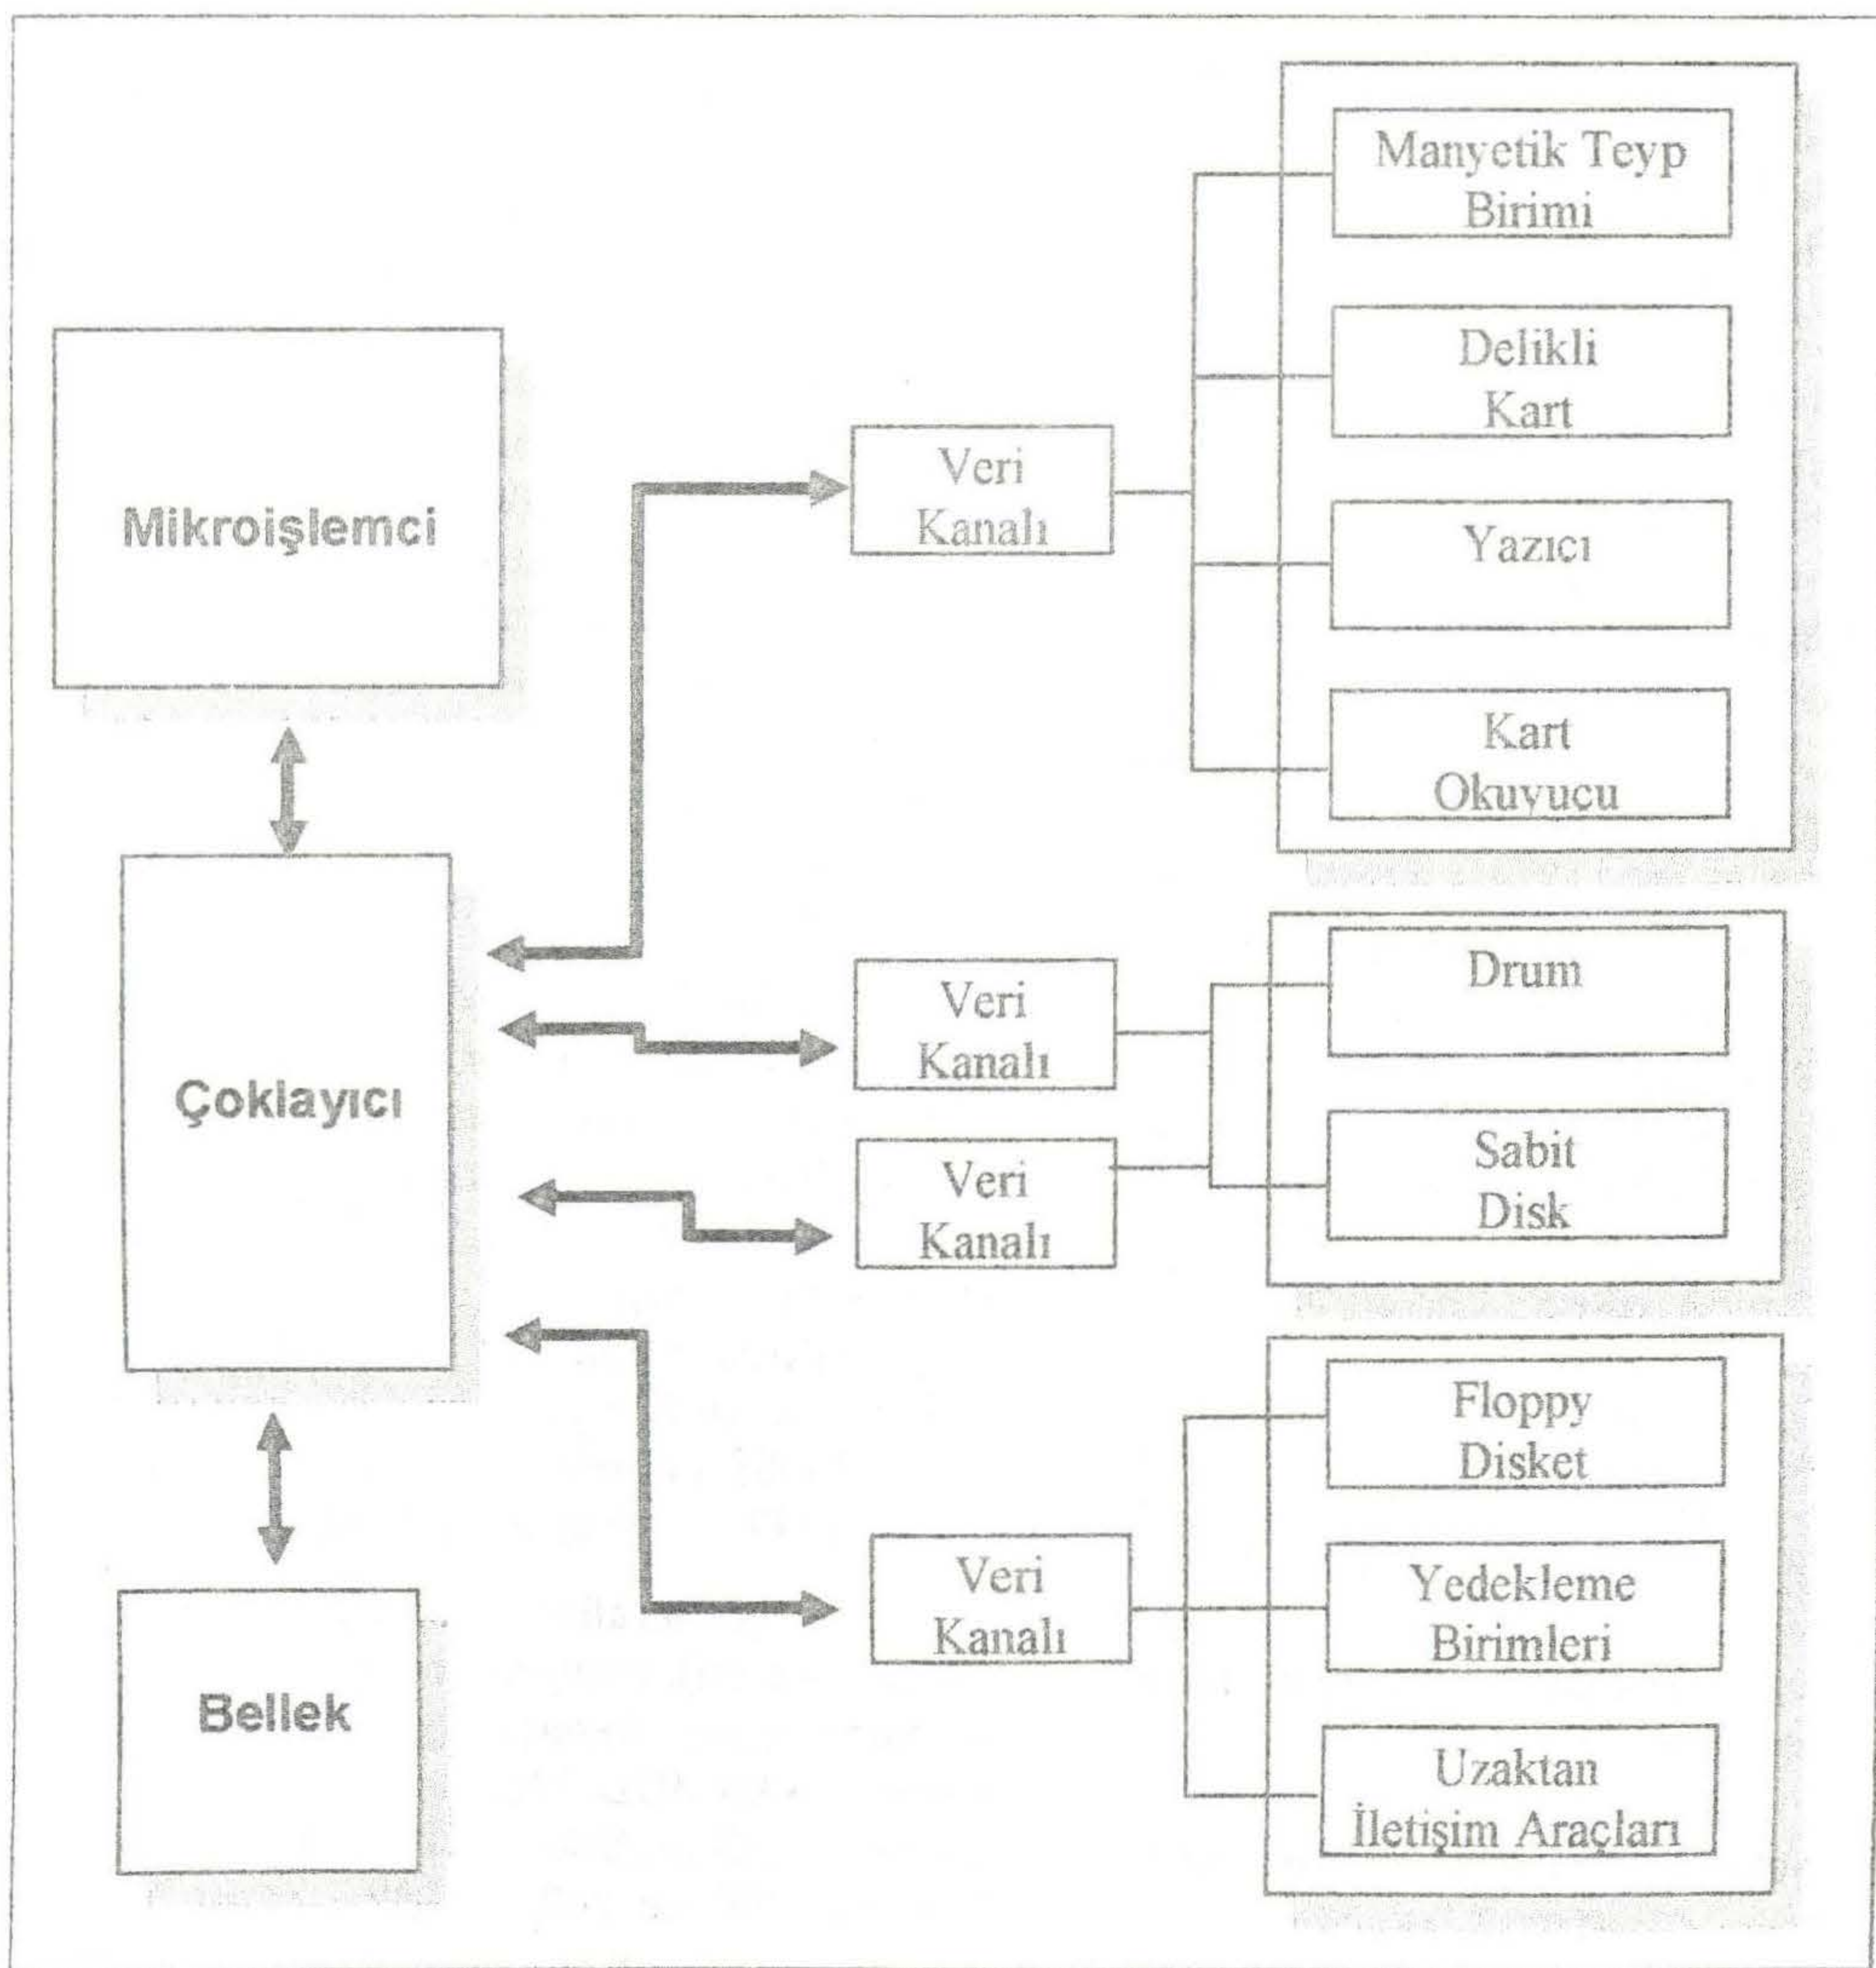 Manyetik Teyp
Birimi
Delikli
Kart
Yazıcı
Kart
Okuyucu
Mikroişlemci
Veri
Kanalı
Çoklayıcı
Veri
Kanalı
Veri
Kanalı
Drum
Sabit
Disk
Bellek
Veri
Kanalı
Floppy
Disket
Yedekleme
Birimleri
Uzaktan
İletişim Araçları